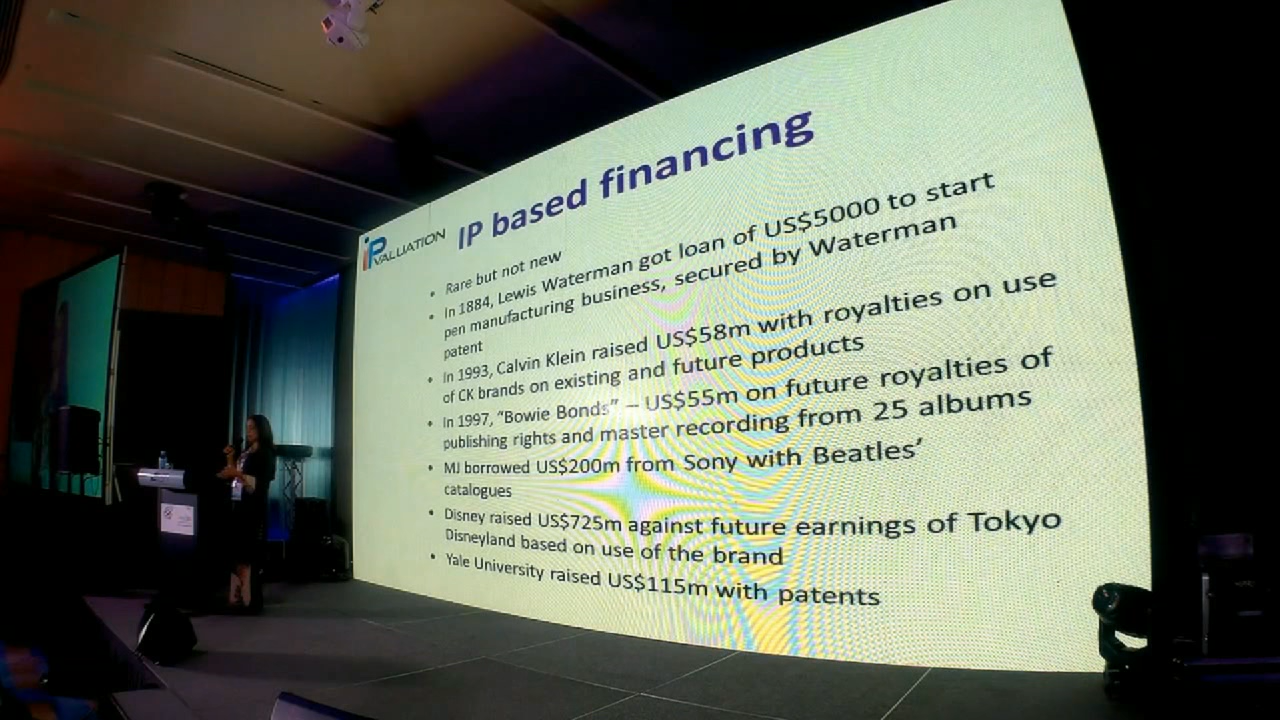 IP VALUATION
IP based financing
• Rare but not new
• In 1884, Lewis Waterman got loan of US$5000 to start
pen manufacturing business, secured by Waterman
patent
• In 1993, Calvin Klein raised US$58m with royalties on use
of CK brands on existing and future products
• In 1997, “Bowie Bonds” – US$55m on future royalties of
publishing rights and master recording from 25 albums
• MJ borrowed US$200m from Sony with Beatles’
catalogues
• Disney raised US$725m against future earnings of Tokyo
Disneyland based on use of the brand
• Yale University raised US$115m with patents